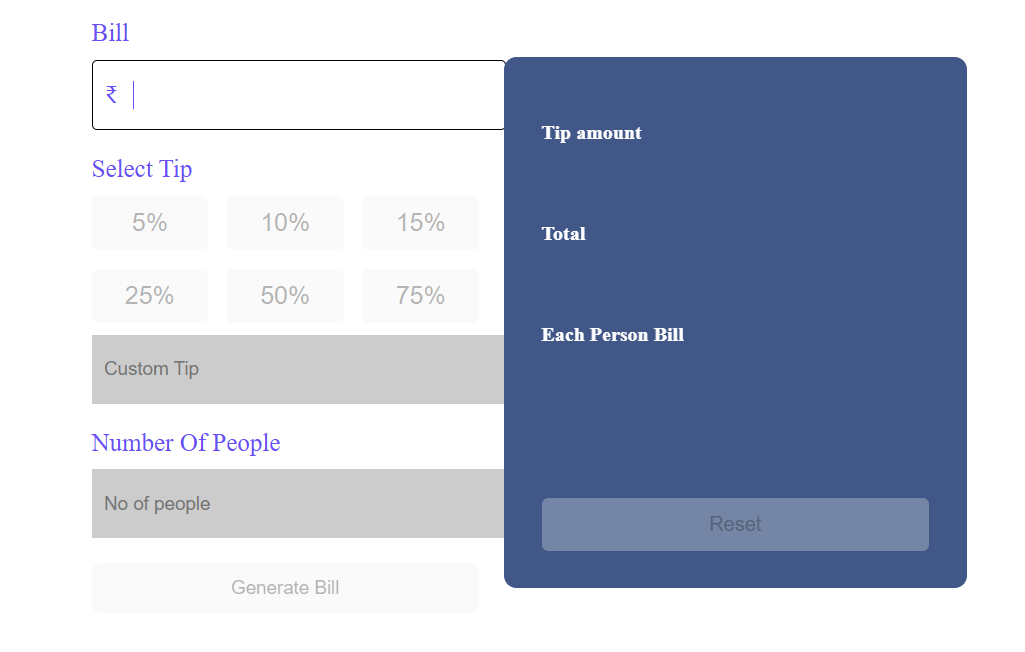 Bill
₹
Select Tip
5% 10% 15%
25% 50% 75%
Custom Tip
Number Of People
No of people
Generate Bill
Tip amount
Total
Each Person Bill
Reset